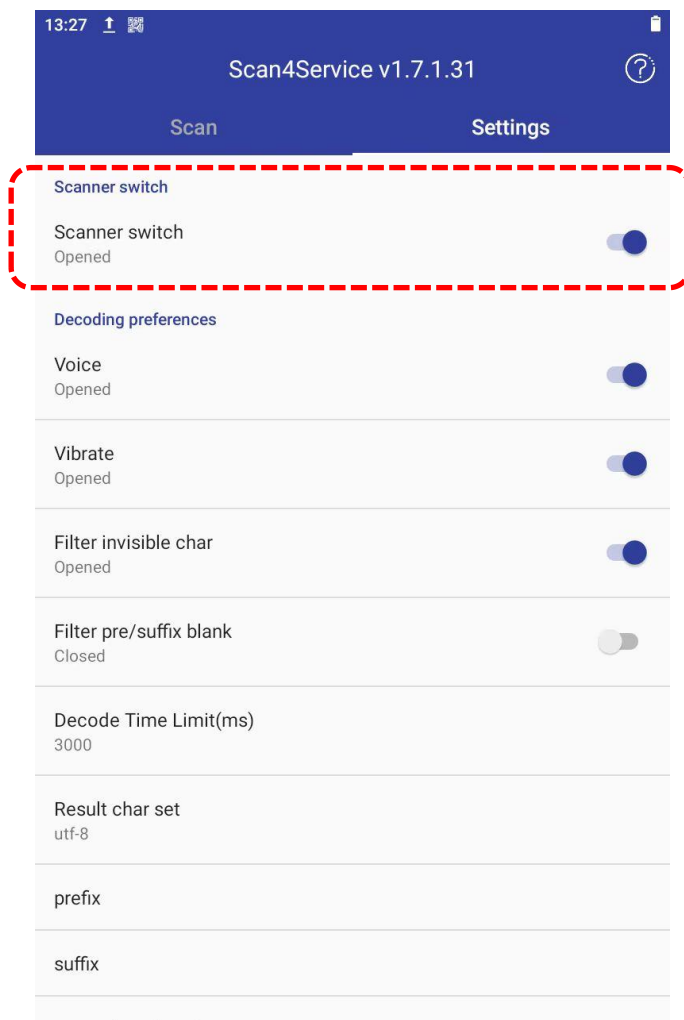 13:27
Scan4Service v1.7.1.31
Scan
Settings
Scanner switch
Scanner switch
Opened
Decoding preferences
Voice
Opened
Vibrate
Opened
Filter invisible char
Opened
Filter pre/suffix blank
Closed
Decode Time Limit(ms)
3000
Result char set
utf-8
prefix
suffix